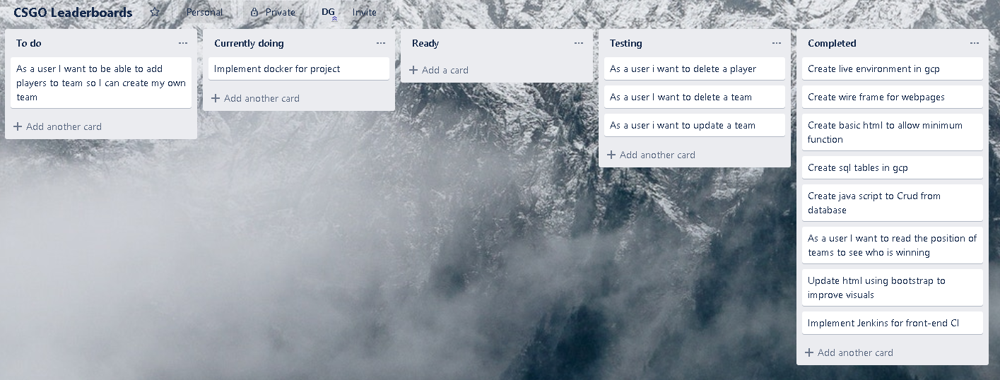 CSGO Leaderboards Personal Private DG Invite
To do
As a user I want to be able to add
players to team so I can create my own
team
+ Add another card
Currently doing
Implement docker for project
+ Add another card
Ready
+ Add a card
Testing
As a user i want to delete a player
As a user I want to delete a team
As a user i want to update a team
+ Add another card
Completed
Create live environment in gcp
Create wire frame for webpages
Create basic html to allow minimum
function
Create sql tables in gcp
Create java script to Crud from
database
As a user I want to read the position of
teams to see who is winning
Update html using bootstrap to
improve visuals
Implement Jenkins for front-end CI
+ Add another card